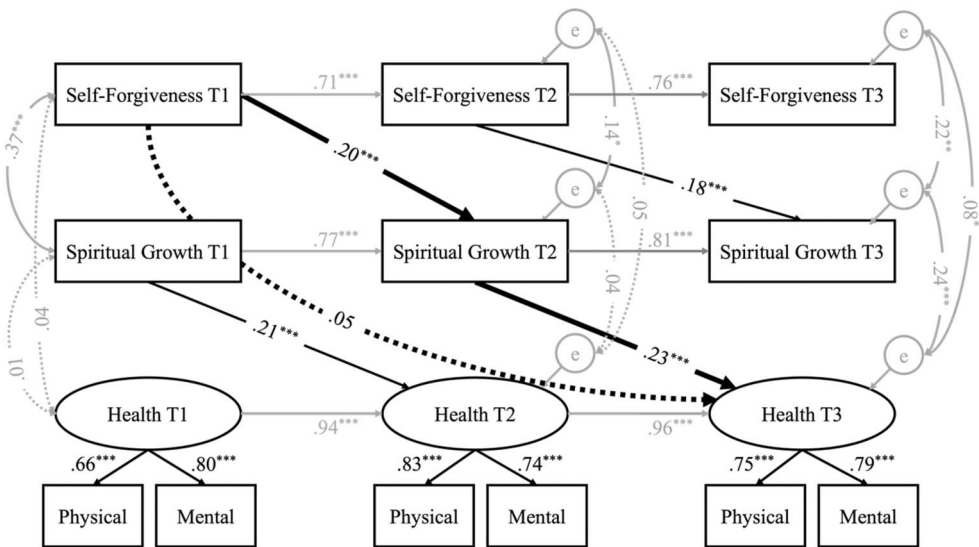 e
e
Self-Forgiveness T1
.71***
Self-Forgiveness T2
.76***
Self-Forgiveness T3
.37***
.20***
.14*
.22**
.18***
e
e
.05
.08*
Spiritual Growth T1
.77***
Spiritual Growth T2
.81***
Spiritual Growth T3
.04
.05
.04
.24***
.21***
.23***
e
e
.01
Health T1
.94***
Health T2
.96***
Health T3
.66***
.80***
.83***
.74***
.75***
.79***
Physical
Mental
Physical
Mental
Physical
Mental